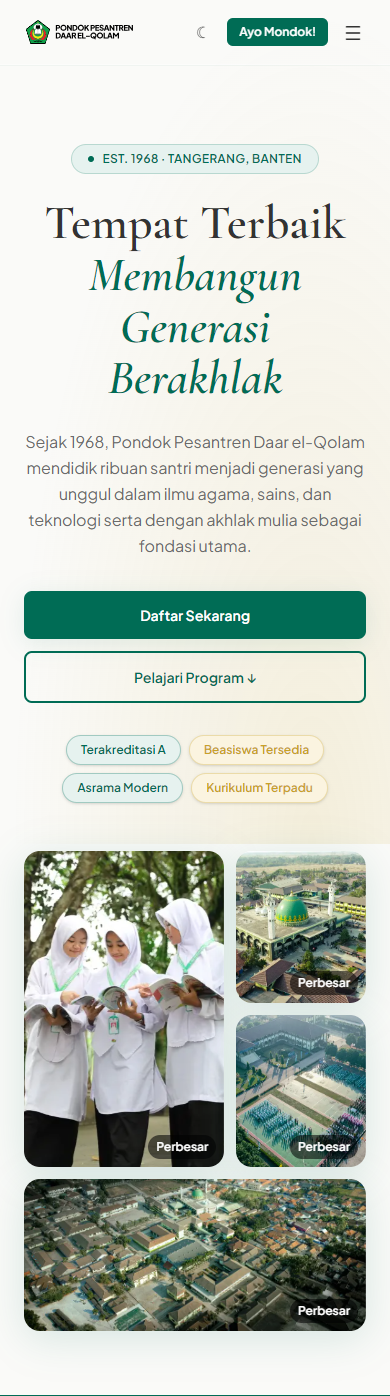 PONDOK PESANTREN
DAAR EL-QOLAM
Ayo Mondok!
EST. 1968 · TANGERANG, BANTEN
Tempat Terbaik
Membangun
Generasi
Berakhlak
Sejak 1968, Pondok Pesantren Daar el-Qolam
mendidik ribuan santri menjadi generasi yang
unggul dalam ilmu agama, sains, dan
teknologi serta dengan akhlak mulia sebagai
fondasi utama.
Daftar Sekarang
Pelajari Program ↓
Terakreditasi A
Beasiswa Tersedia
Asrama Modern
Kurikulum Terpadu
Perbesar
Perbesar
Perbesar
Perbesar